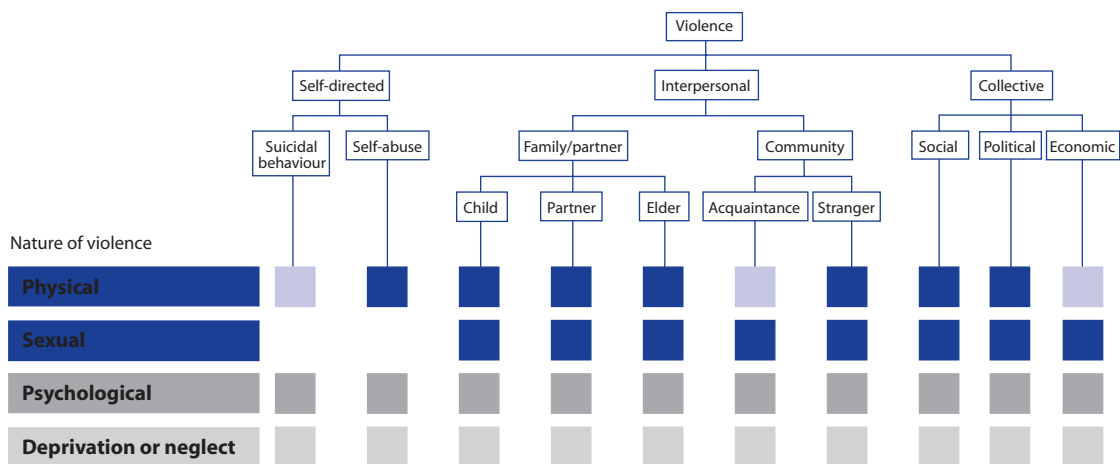 Violence
Self-directed
Interpersonal
Collective
Suicidal
behaviour
Self-abuse
Family/partner
Community
Social
Political
Economic
Child
Partner
Elder
Acquaintance
Stranger
Nature of violence
Physical
Sexual
Psychological
Deprivation or neglect